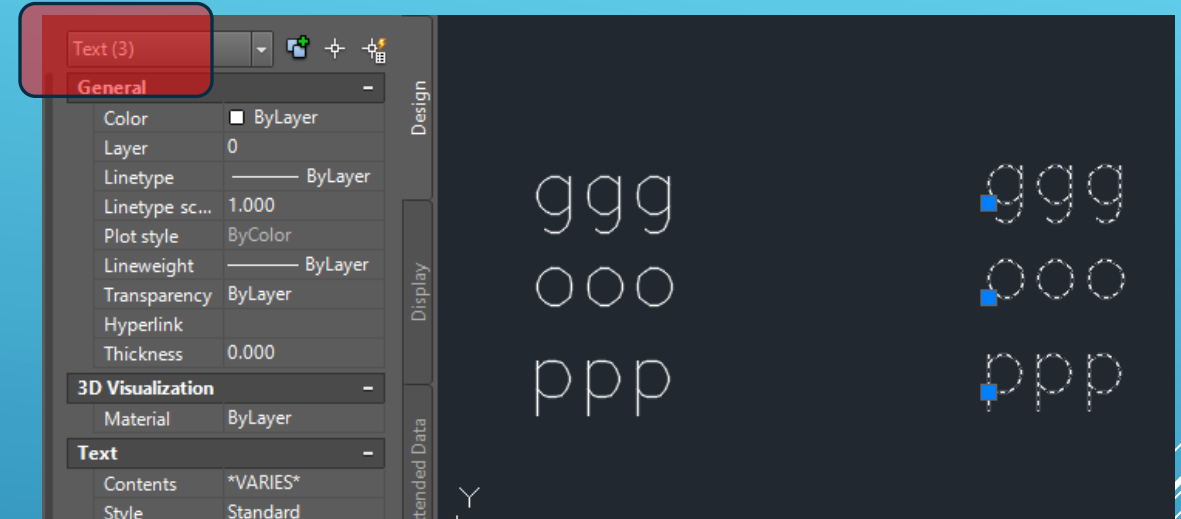 Text (3)
General
Color ByLayer
Layer 0
Linetype ByLayer
Linetype sc... 1.000
Plot style ByColor
Lineweight ByLayer
Transparency ByLayer
Hyperlink
Thickness 0.000
3D Visualization
Material ByLayer
Text
Contents *VARIES*
Style Standard
Design
Display
tended Data
ggg ggg
ooo ooo
ppp ppp
Y